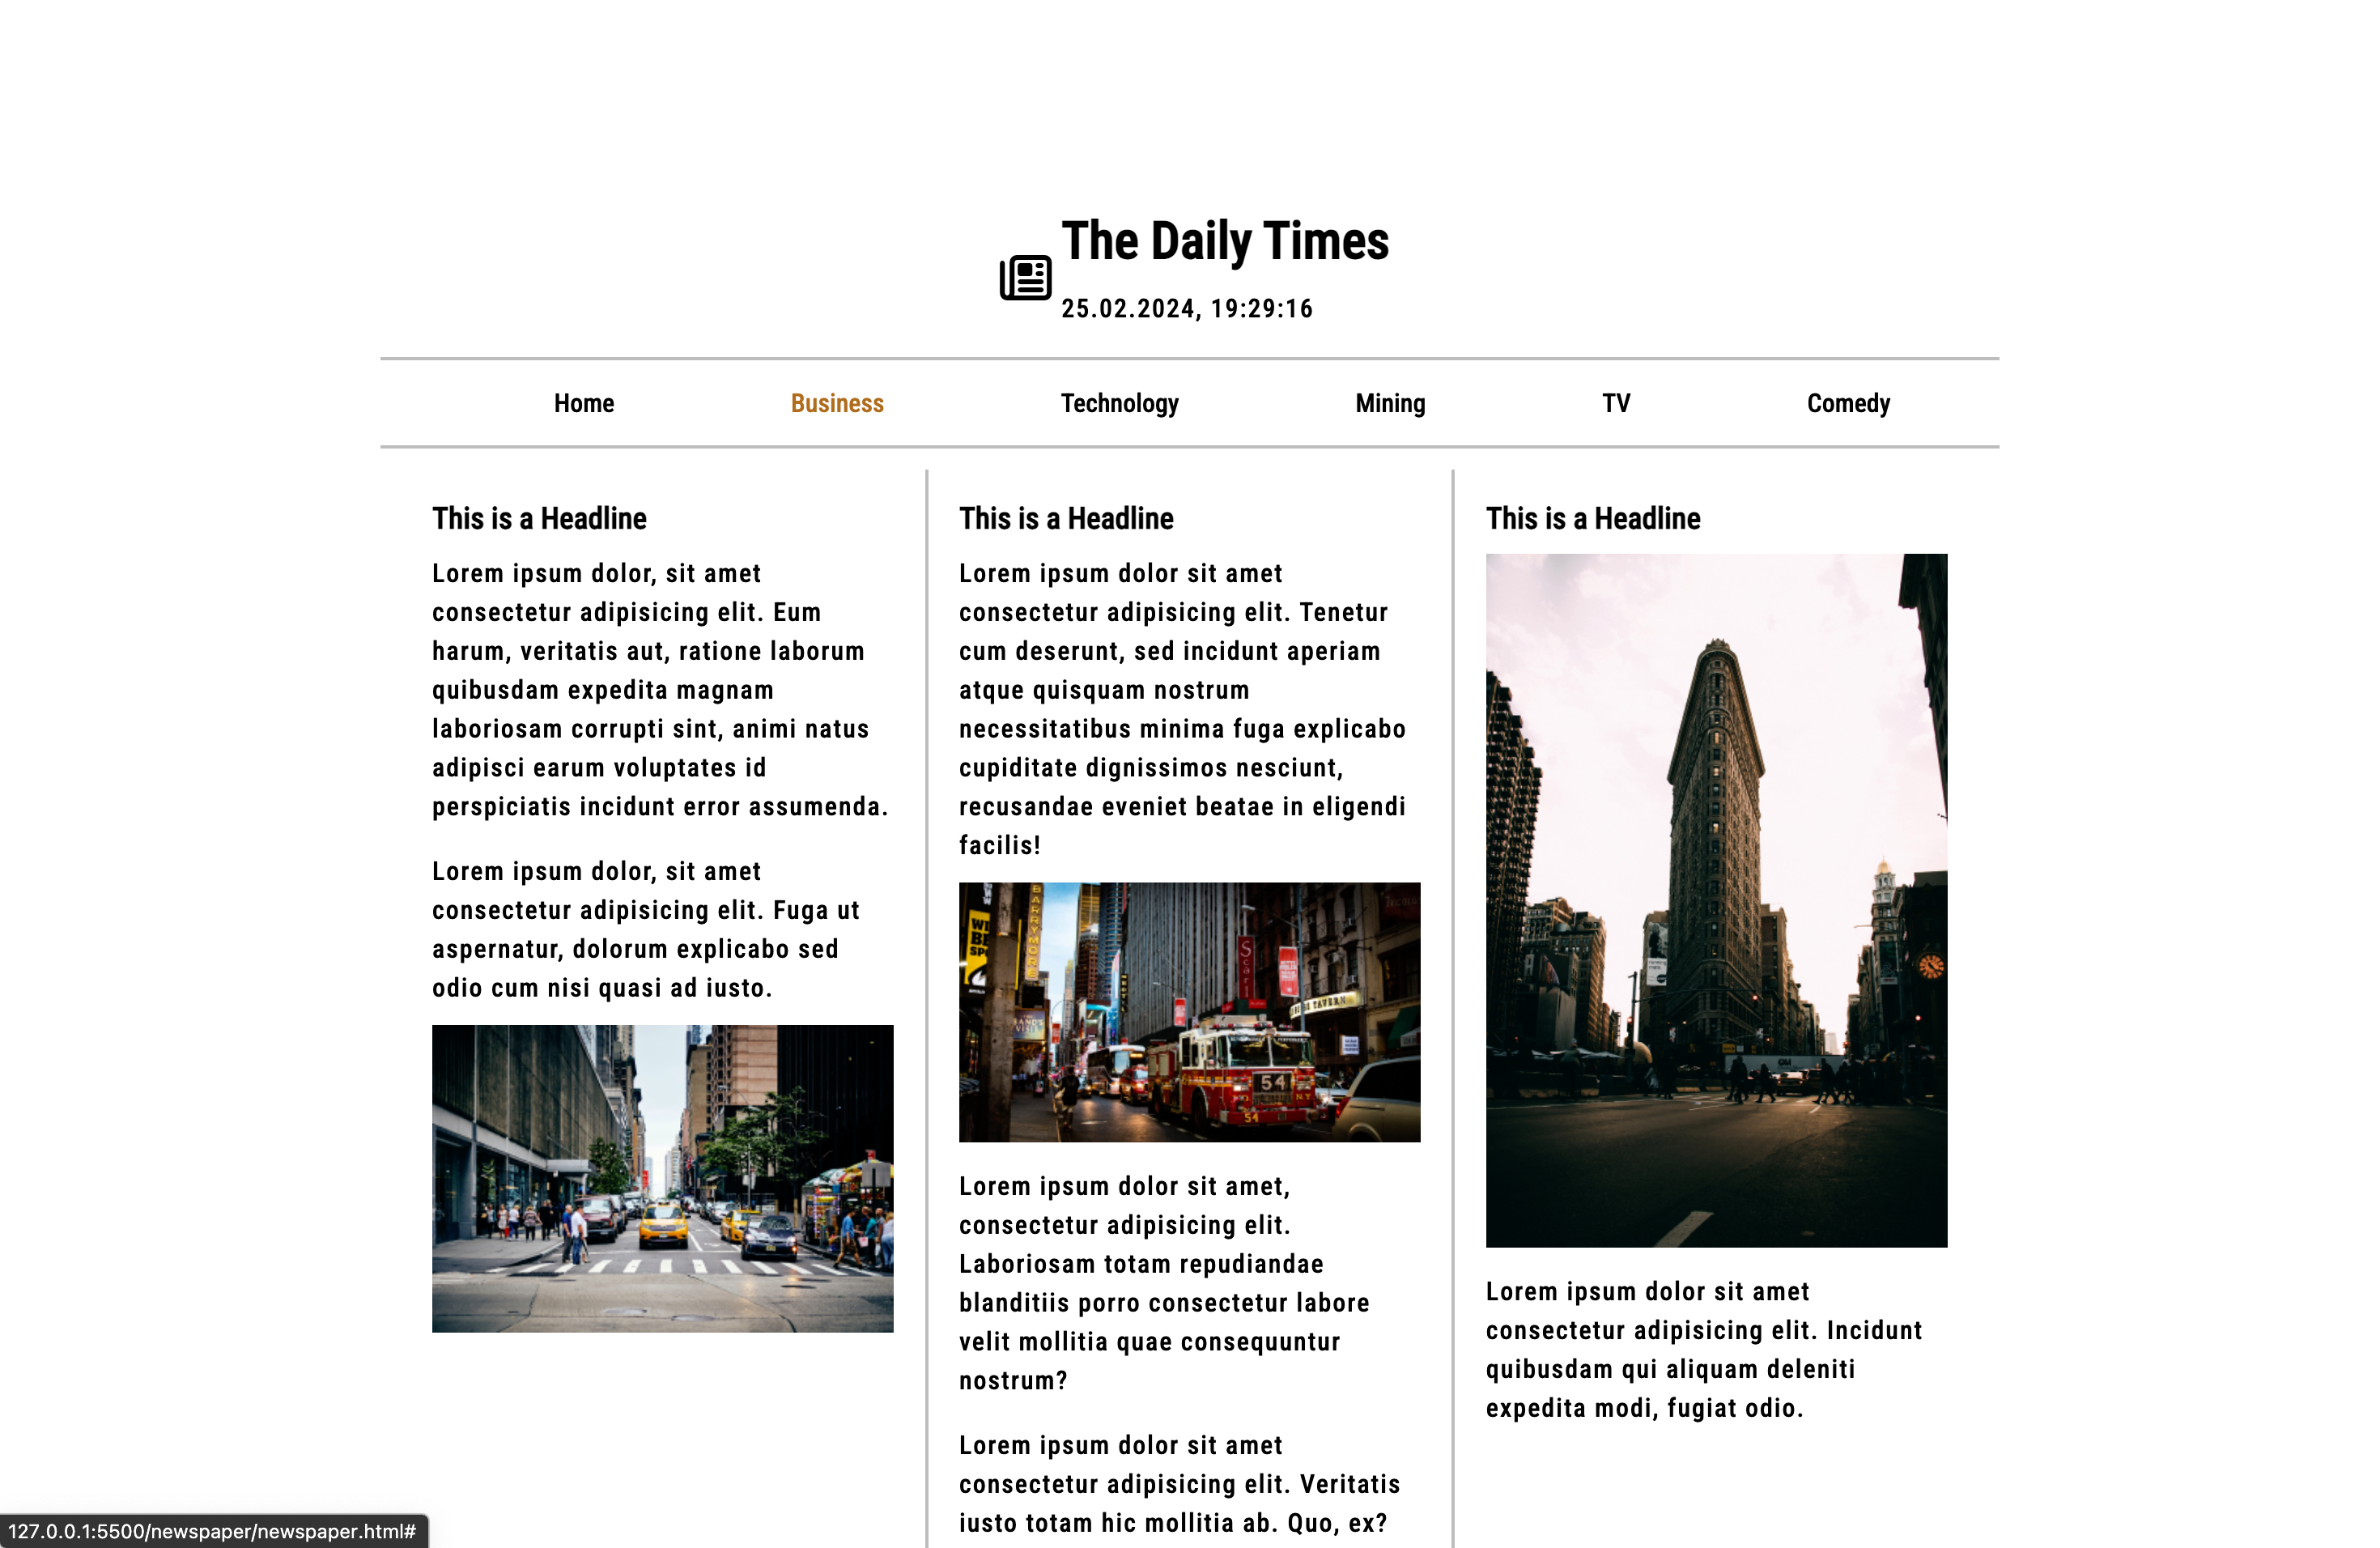 The Daily Times
25.02.2024, 19:29:16
Home Business Technology Mining TV Comedy
This is a Headline
Lorem ipsum dolor, sit amet
consectetur adipisicing elit. Eum
harum, veritatis aut, ratione laborum
quibusdam expedita magnam
laboriosam corrupti sint, animi natus
adipisci earum voluptates id
perspiciatis incidunt error assumenda.
Lorem ipsum dolor, sit amet
consectetur adipisicing elit. Fuga ut
aspernatur, dolorum explicabo sed
odio cum nisi quasi ad iusto.
This is a Headline
Lorem ipsum dolor sit amet
consectetur adipisicing elit. Tenetur
cum deserunt, sed incidunt aperiam
atque quisquam nostrum
necessitatibus minima fuga explicabo
cupiditate dignissimos nesciunt,
recusandae eveniet beatae in eligendi
facilis!
BARRYMORE
TAVERN
54
54
NY
Lorem ipsum dolor sit amet,
consectetur adipisicing elit.
Laboriosam totam repudiandae
blanditiis porro consectetur labore
velit mollitia quae consequuntur
nostrum?
Lorem ipsum dolor sit amet
consectetur adipisicing elit. Veritatis
iusto totam hic mollitia ab. Quo, ex?
This is a Headline
Lorem ipsum dolor sit amet
consectetur adipisicing elit. Incidunt
quibusdam qui aliquam deleniti
expedita modi, fugiat odio.
127.0.0.1:5500/newspaper/newspaper.html#